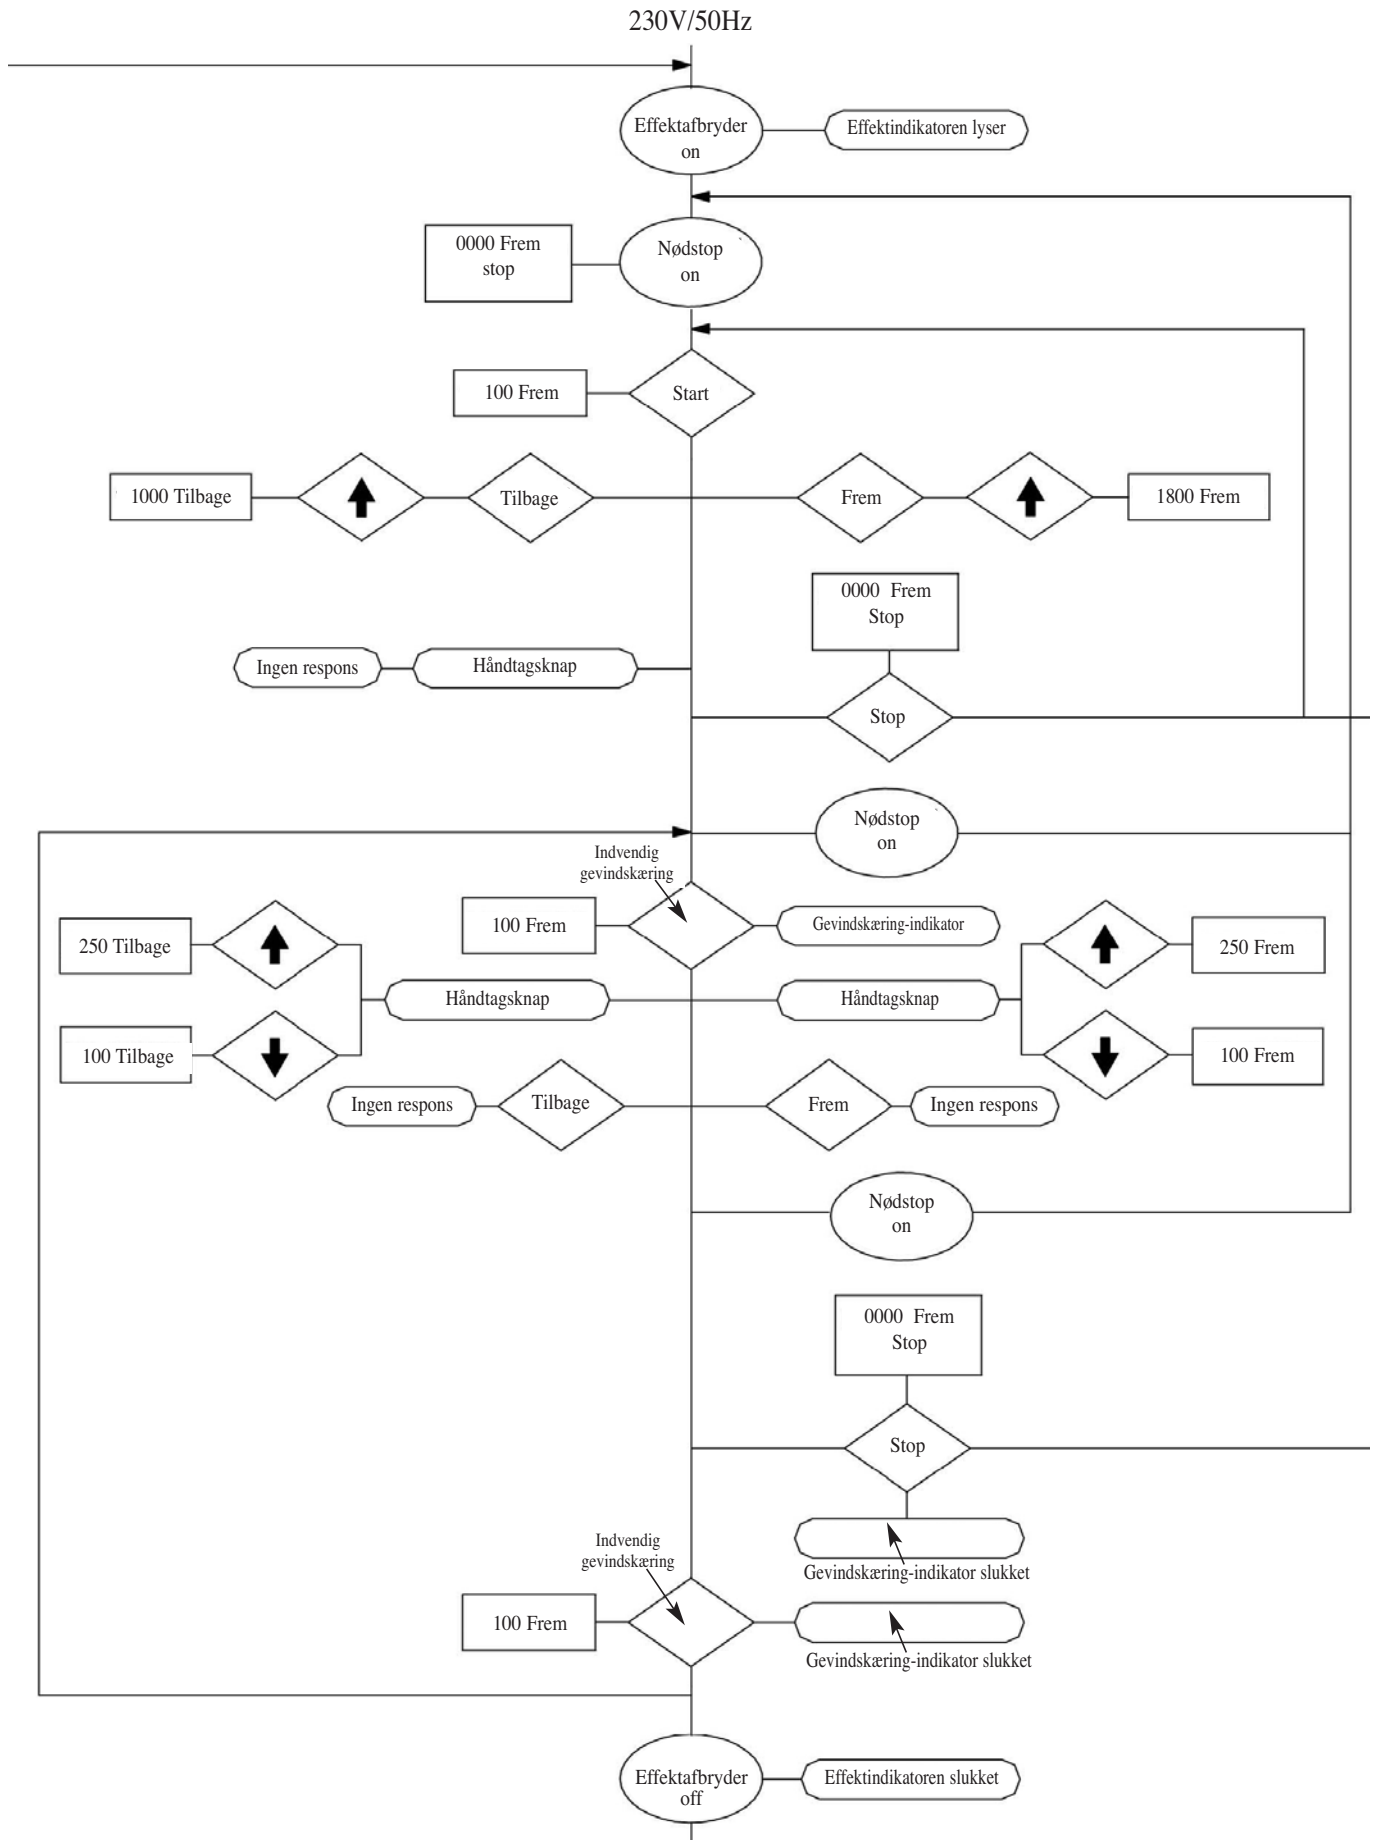 230V/50Hz
Effektafbryder
on
Effektindikatoren lyser
0000 Frem
stop
Nødstop
on
100 Frem
Start
1000 Tilbage
Tilbage
Frem
1800 Frem
0000 Frem
Stop
Ingen respons
Håndtagsknap
Stop
Nødstop
on
Indvendig
gevindskæring
100 Frem
Gevindskæring-indikator
250 Tilbage
250 Frem
Håndtagsknap
Håndtagsknap
100 Tilbage
100 Frem
Ingen respons
Tilbage
Frem
Ingen respons
Nødstop
on
0000 Frem
Stop
Stop
Indvendig
gevindskæring
Gevindskæring-indikator slukket
100 Frem
Gevindskæring-indikator slukket
Effektafbryder
off
Effektindikatoren slukket